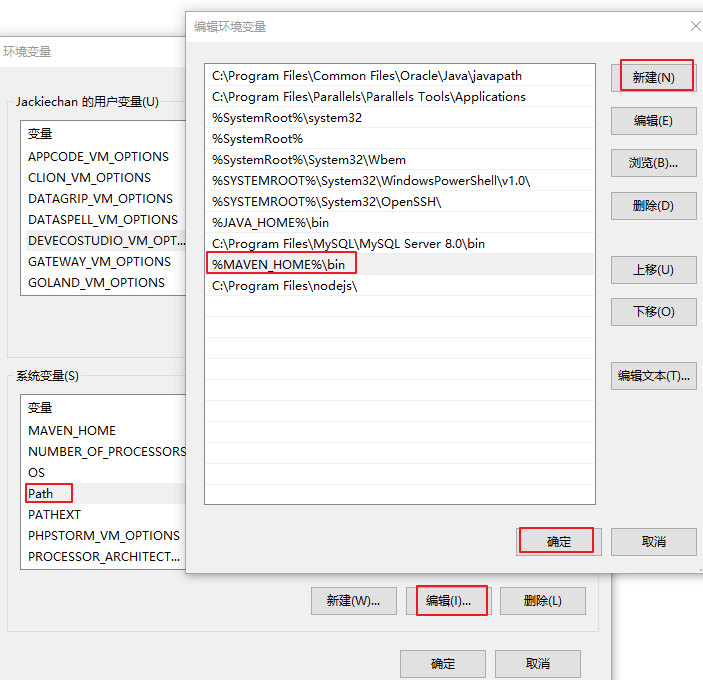 环境变量
Jackiechan 的用户变量(U)
变量
APPCODE_VM_OPTIONS
CLION_VM_OPTIONS
DATAGRIP_VM_OPTIONS
DATASPELL_VM_OPTIONS
DEVECOSTUDIO_VM_OPT...
GATEWAY_VM_OPTIONS
GOLAND_VM_OPTIONS
系统变量(S)
变量
MAVEN_HOME
NUMBER_OF_PROCESSORS
OS
Path
PATHEXT
PHPSTORM_VM_OPTIONS
PROCESSOR_ARCHITECT...
新建(W)...
编辑(I)...
删除(L)
确定
取消
编辑环境变量
C:\Program Files\Common Files\Oracle\Java\javapath
C:\Program Files\Parallels\Parallels Tools\Applications
%SystemRoot%\system32
%SystemRoot%
%SystemRoot%\System32\Wbem
%SYSTEMROOT%\System32\WindowsPowerShell\v1.0\
%SYSTEMROOT%\System32\OpenSSH\
%JAVA_HOME%\bin
C:\Program Files\MySQL\MySQL Server 8.0\bin
%MAVEN_HOME%\bin
C:\Program Files\nodejs\
新建(N)
编辑(E)
浏览(B)...
删除(D)
上移(U)
下移(O)
编辑文本(T)...
确定
取消